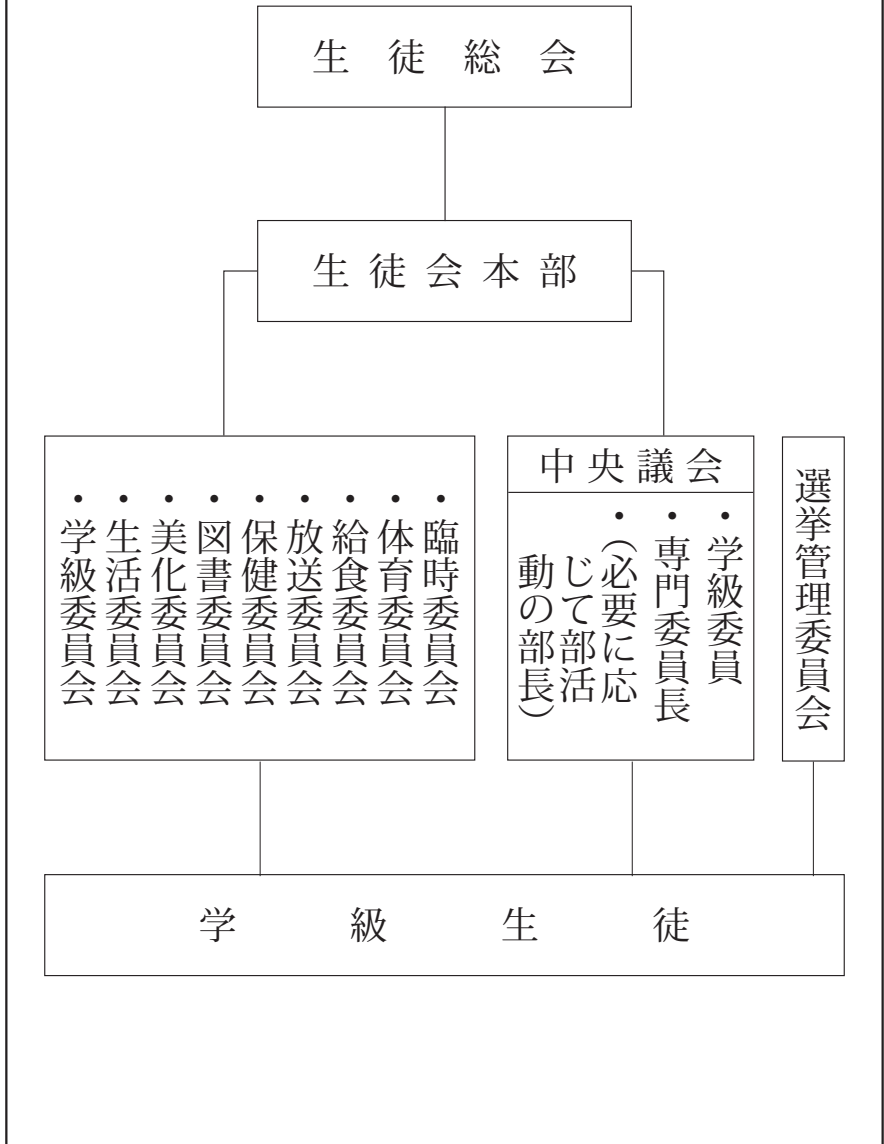 生徒総会
生徒会本部
中央議会
・学級委員
・専門委員長
・(必要に応
じて部活
動の部長)
選挙管理委員会
・臨時委員会
・体育委員会
・給食委員会
・放送委員会
・保健委員会
・図書委員会
・美化委員会
・生活委員会
・学級委員会
学級生徒